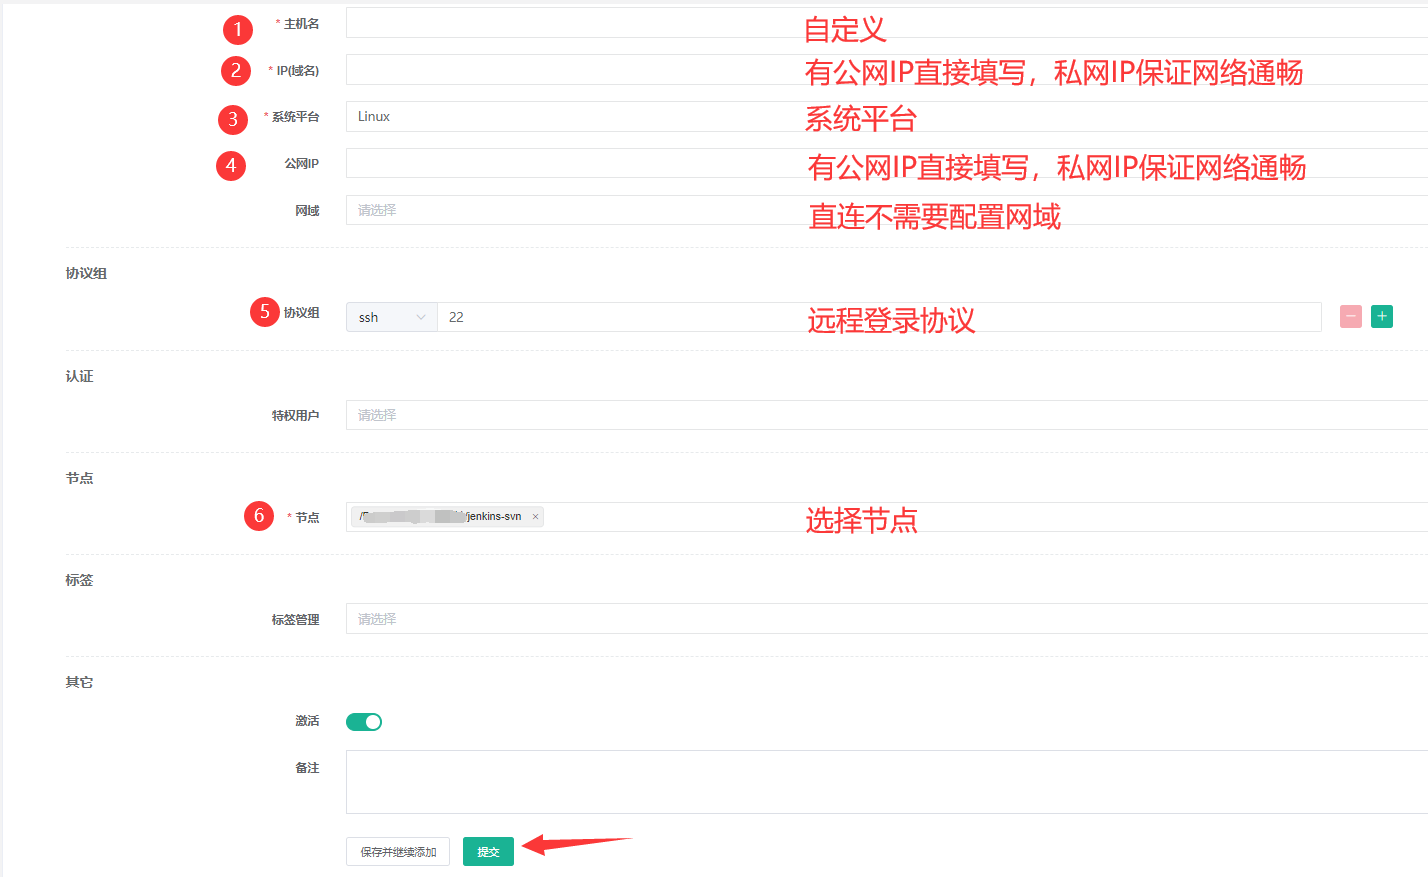 1 * 主机名 自定义
2 * IP(域名) 有公网IP直接填写，私网IP保证网络通畅
3 * 系统平台 Linux 系统平台
4 公网IP 有公网IP直接填写，私网IP保证网络通畅
网域 请选择 直连不需要配置网域
协议组
5 协议组 ssh 22 远程登录协议 − +
认证
特权用户 请选择
节点
6 * 节点 /jenkins-svn × 选择节点
标签
标签管理 请选择
其它
激活
备注
保存并继续添加 提交